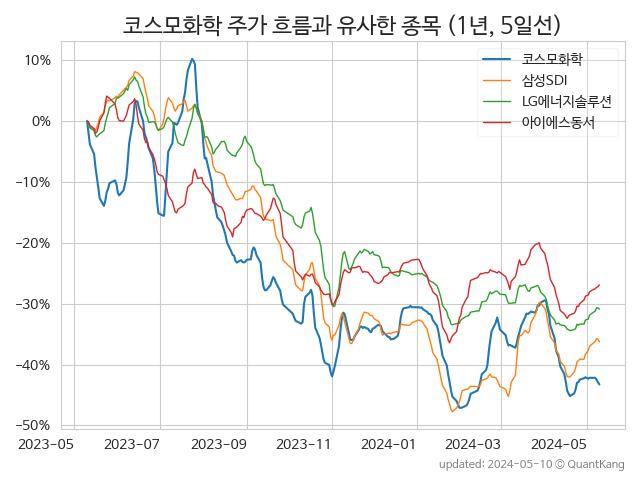 코스모화학 주가 흐름과 유사한 종목 (1년, 5일선)
코스모화학
삼성SDI
LG에너지솔루션
아이에스동서
10%
0%
−10%
−20%
−30%
−40%
−50%
2023-05
2023-07
2023-09
2023-11
2024-01
2024-03
2024-05
updated: 2024-05-10 © QuantKang